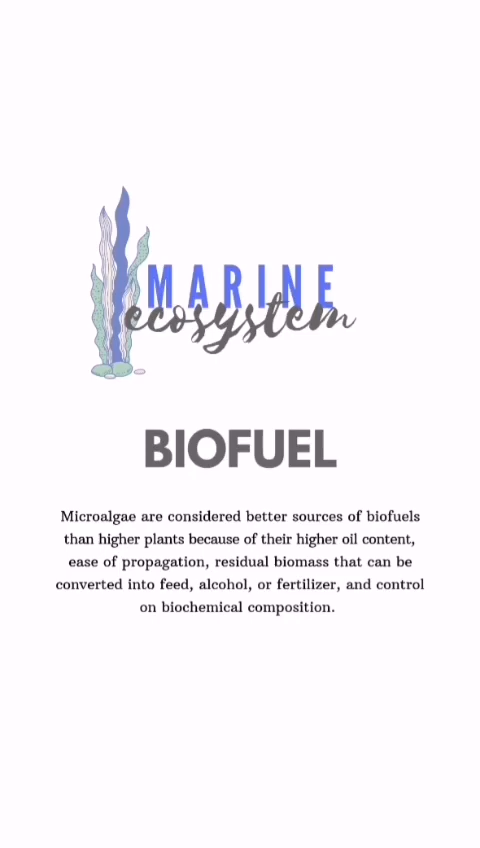 MARINE
ecosystem
BIOFUEL
Microalgae are considered better sources of biofuels
than higher plants because of their higher oil content,
ease of propagation, residual biomass that can be
converted into feed, alcohol, or fertilizer, and control
on biochemical composition.